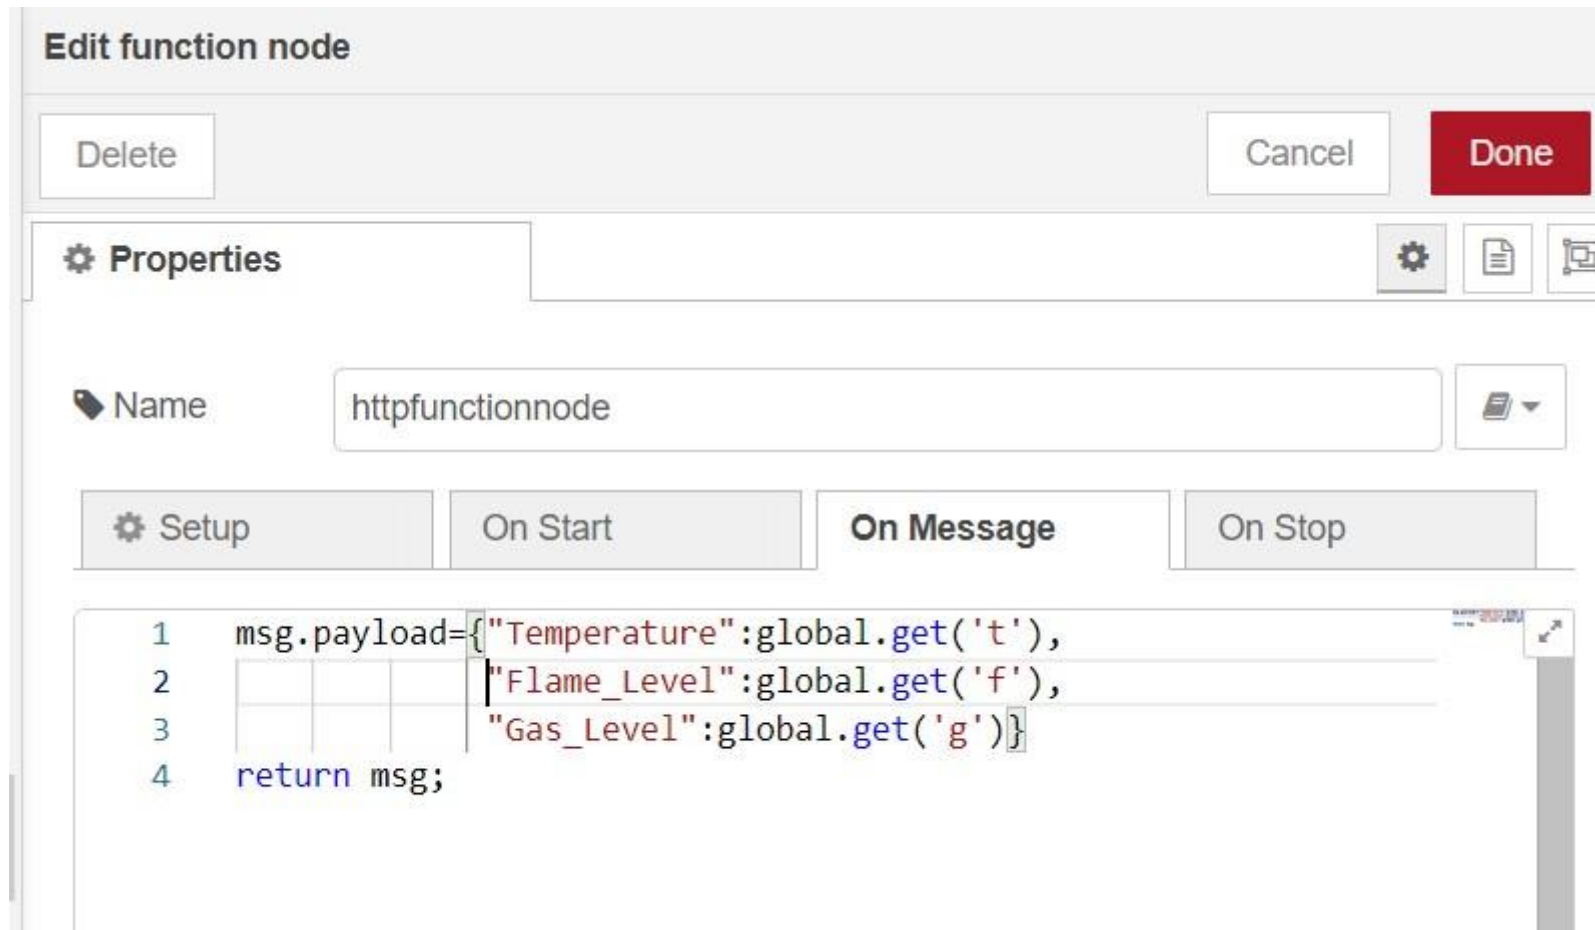 Edit function node
Delete
Cancel
Done
Properties
Name
httpfunctionnode
Setup
On Start
On Message
On Stop
1 msg.payload={"Temperature":global.get('t'),
2 "Flame_Level":global.get('f'),
3 "Gas_Level":global.get('g')}
4 return msg;